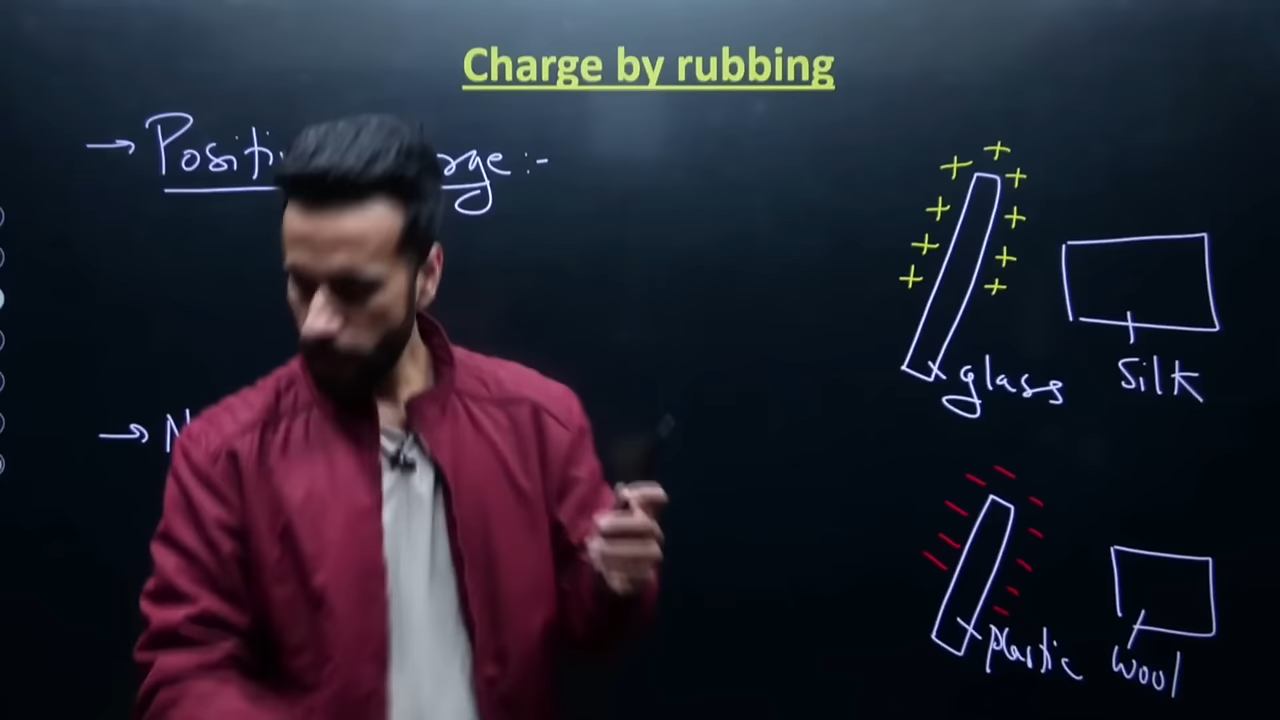 Charge by rubbing
→ Positi rge :-
+ + + + + + + + + +
glass
Silk
→ N
- - - - - - - - - -
plastic
wool